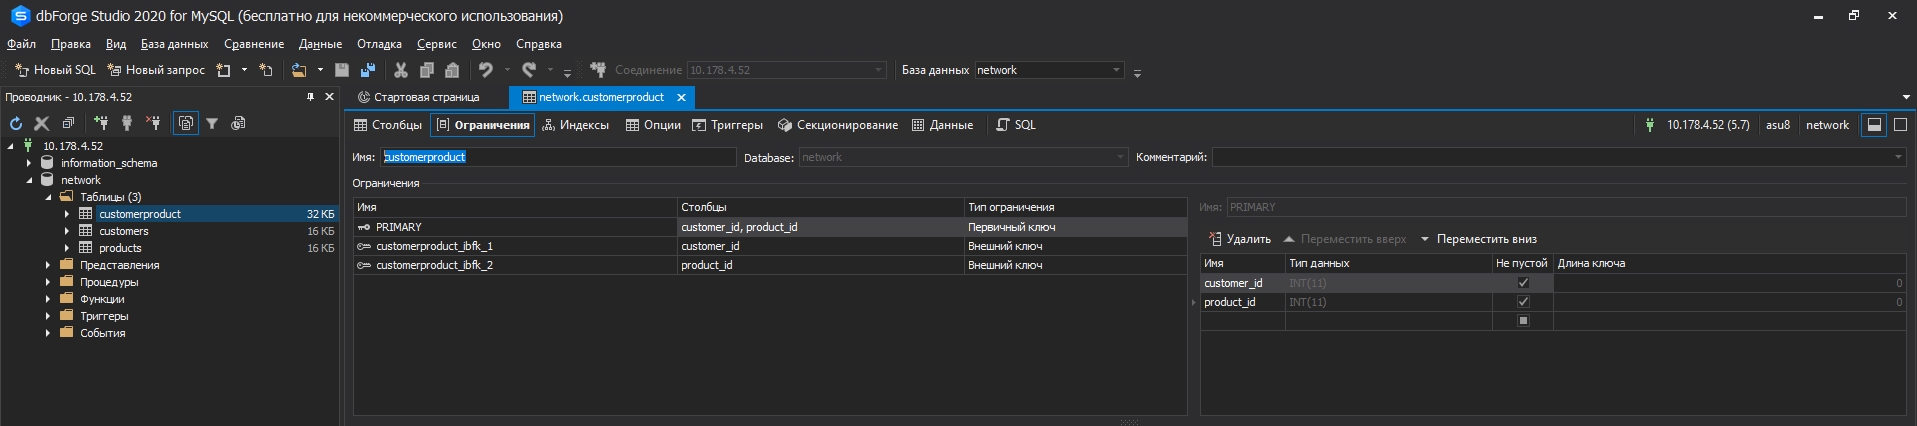 dbForge Studio 2020 for MySQL (бесплатно для некоммерческого использования)
Файл Правка Вид База данных Сравнение Данные Отладка Сервис Окно Справка
Новый SQL Новый запрос Соединение 10.178.4.52 База данных network
Проводник - 10.178.4.52
10.178.4.52
information_schema
network
Таблицы (3)
customerproduct 32 КБ
customers 16 КБ
products 16 КБ
Представления
Процедуры
Функции
Триггеры
События
Стартовая страница network.customerproduct
Столбцы Ограничения Индексы Опции Триггеры Секционирование Данные SQL 10.178.4.52 (5.7) asu8 network
Имя: customerproduct Database: network Комментарий:
Ограничения
Имя Столбцы Тип ограничения
PRIMARY customer_id, product_id Первичный ключ
customerproduct_ibfk_1 customer_id Внешний ключ
customerproduct_ibfk_2 product_id Внешний ключ
Имя: PRIMARY
Удалить Переместить вверх Переместить вниз
Имя Тип данных Не пустой Длина ключа
customer_id INT(11) 0
product_id INT(11) 0